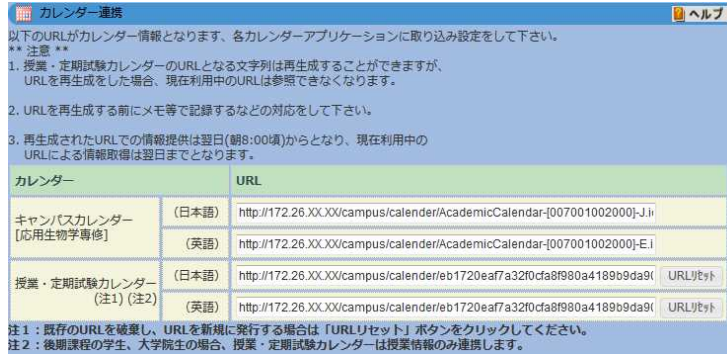 カレンダー連携
ヘルプ
以下のURLがカレンダー情報となります、各カレンダーアプリケーションに取り込み設定をして下さい。
** 注意 **
1. 授業・定期試験カレンダーのURLとなる文字列は再生成することができますが、
URLを再生成をした場合、現在利用中のURLは参照できなくなります。
2. URLを再生成する前にメモ等で記録するなどの対応をして下さい。
3. 再生成されたURLでの情報提供は翌日(朝8:00頃)からとなり、現在利用中の
URLによる情報取得は翌日までとなります。
カレンダー URL
キャンパスカレンダー
[応用生物学専修]
(日本語) http://172.26.XX.XX/campus/calender/AcademicCalendar-[007001002000]-J.i
(英語) http://172.26.XX.XX/campus/calender/AcademicCalendar-[007001002000]-E.i
授業・定期試験カレンダー
(注1) (注2)
(日本語) http://172.26.XX.XX/campus/calender/eb1720eaf7a32f0cfa8f980a4189b9da9( URLリセット
(英語) http://172.26.XX.XX/campus/calender/eb1720eaf7a32f0cfa8f980a4189b9da9( URLリセット
注1：既存のURLを破棄し、URLを新規に発行する場合は「URLリセット」ボタンをクリックしてください。
注2：後期課程の学生、大学院生の場合、授業・定期試験カレンダーは授業情報のみ連携します。